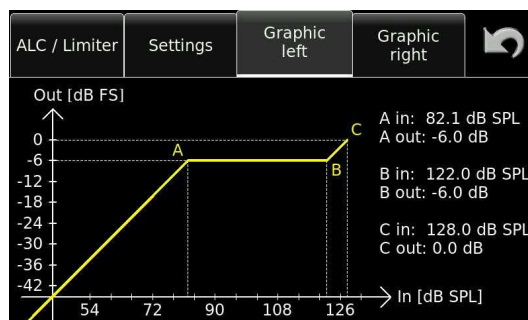 ALC / Limiter
Settings
Graphic
left
Graphic
right
Out [dB FS]
0
-6
-12
-18
-24
-30
-36
-42
A
B
C
54 72 90 108 126
In [dB SPL]
A in: 82.1 dB SPL
A out: -6.0 dB
B in: 122.0 dB SPL
B out: -6.0 dB
C in: 128.0 dB SPL
C out: 0.0 dB